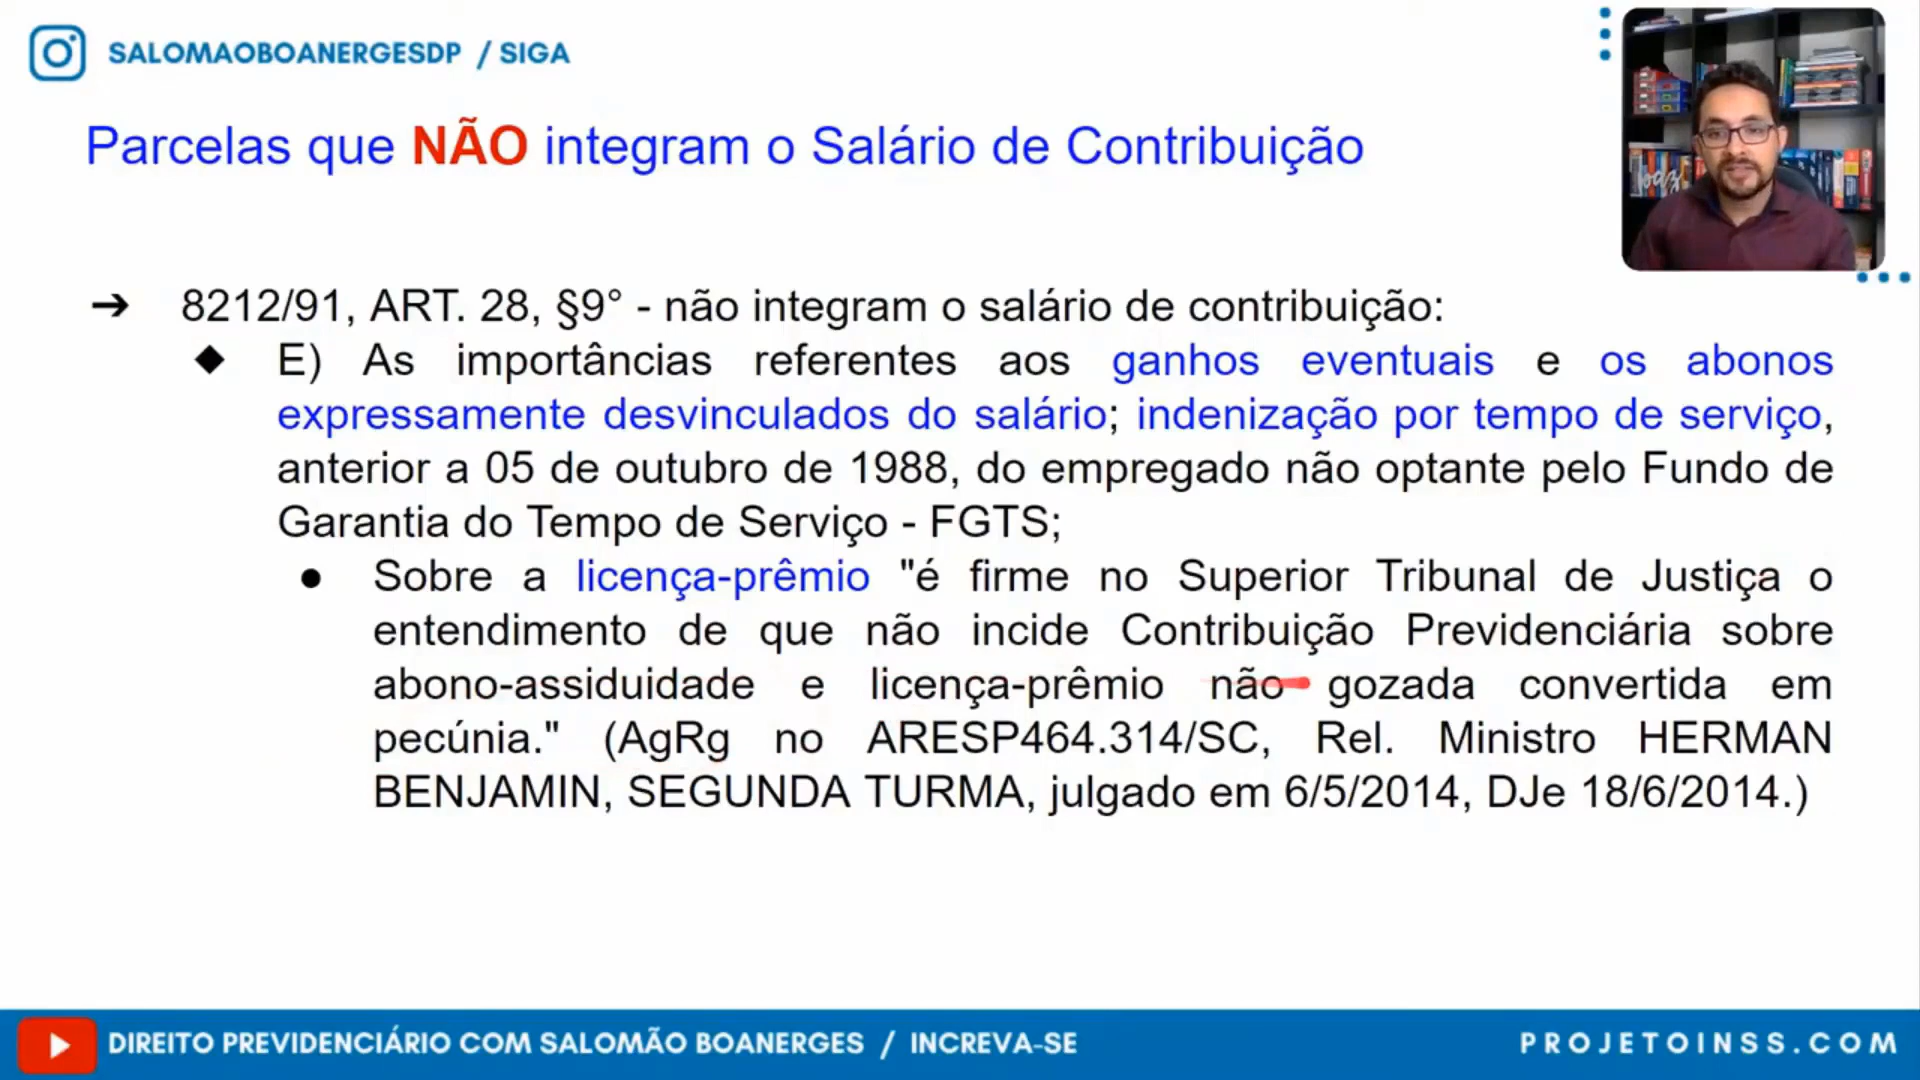 SALOMAOBOANERGESDP / SIGA
Parcelas que NÃO integram o Salário de Contribuição
➔ 8212/91, ART. 28, §9° - não integram o salário de contribuição:
◆ E) As importâncias referentes aos ganhos eventuais e os abonos
expressamente desvinculados do salário; indenização por tempo de serviço,
anterior a 05 de outubro de 1988, do empregado não optante pelo Fundo de
Garantia do Tempo de Serviço - FGTS;
● Sobre a licença-prêmio "é firme no Superior Tribunal de Justiça o
entendimento de que não incide Contribuição Previdenciária sobre
abono-assiduidade e licença-prêmio não gozada convertida em
pecúnia." (AgRg no ARESP464.314/SC, Rel. Ministro HERMAN
BENJAMIN, SEGUNDA TURMA, julgado em 6/5/2014, DJe 18/6/2014.)
DIREITO PREVIDENCIÁRIO COM SALOMÃO BOANERGES / INCREVA-SE
PROJETOINSS.COM